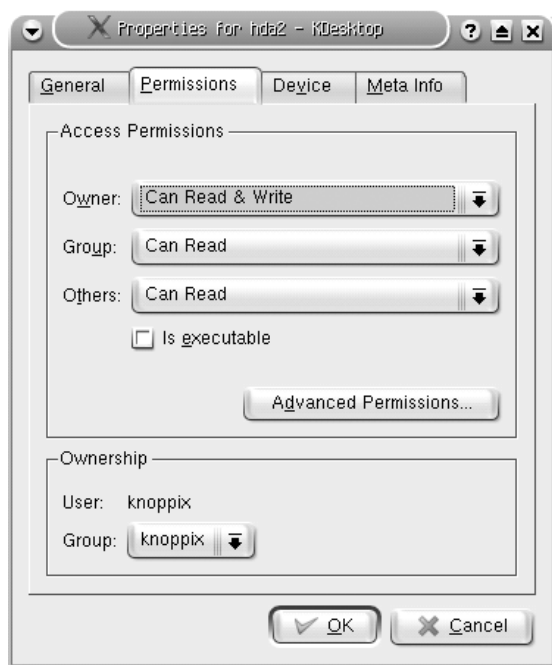 Properties for hda2 - KDesktop
?
General
Permissions
Device
Meta Info
Access Permissions
Owner: Can Read & Write
Group: Can Read
Others: Can Read
Is executable
Advanced Permissions...
Ownership
User: knoppix
Group: knoppix
OK
Cancel